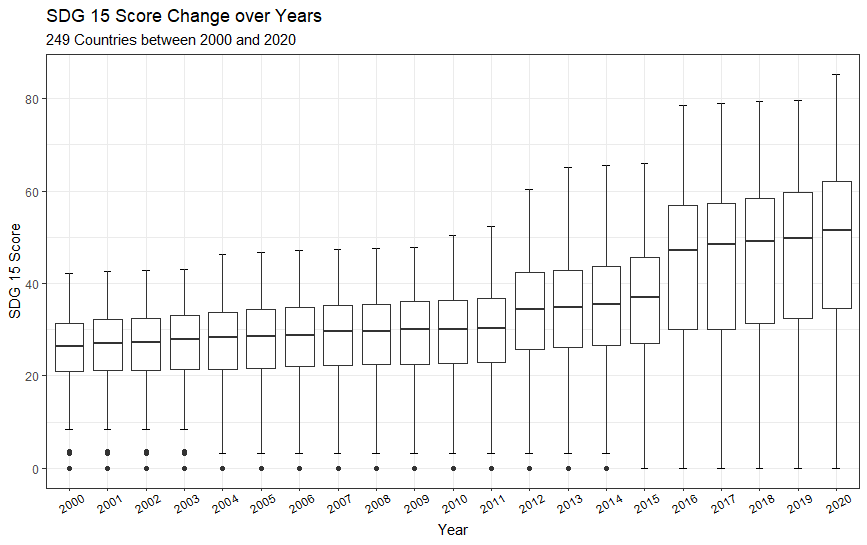 SDG 15 Score Change over Years
249 Countries between 2000 and 2020
SDG 15 Score
80
60
40
20
0
2000 2001 2002 2003 2004 2005 2006 2007 2008 2009 2010 2011 2012 2013 2014 2015 2016 2017 2018 2019 2020
Year